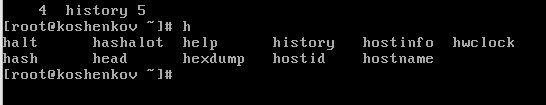 4 history 5
[root@koshenkov ~]# h
halt hashalot help history hostinfo hwclock
hash head hexdump hostid hostname
[root@koshenkov ~]#